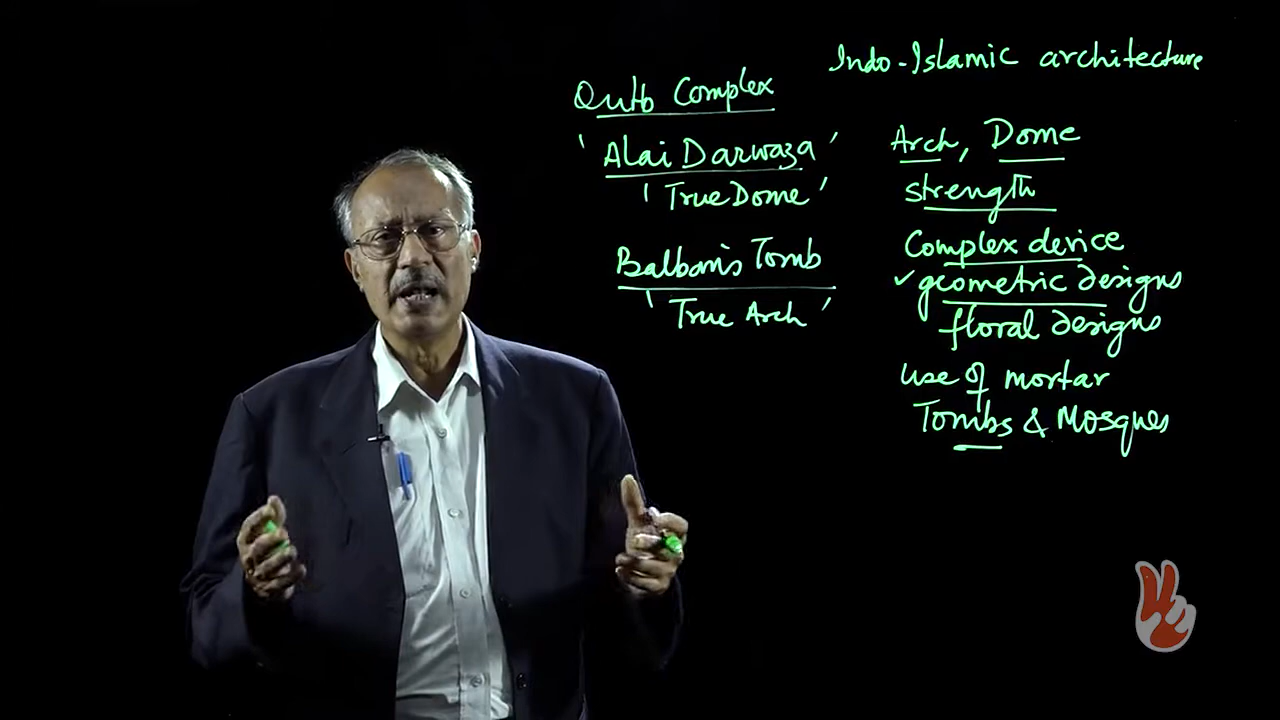 Indo-Islamic architecture
Qutb Complex
'Alai Darwaza'
'True Dome'
Balban's Tomb
'True Arch'
Arch, Dome
strength
Complex device
✓ geometric designs
floral designs
use of mortar
Tombs & Mosques